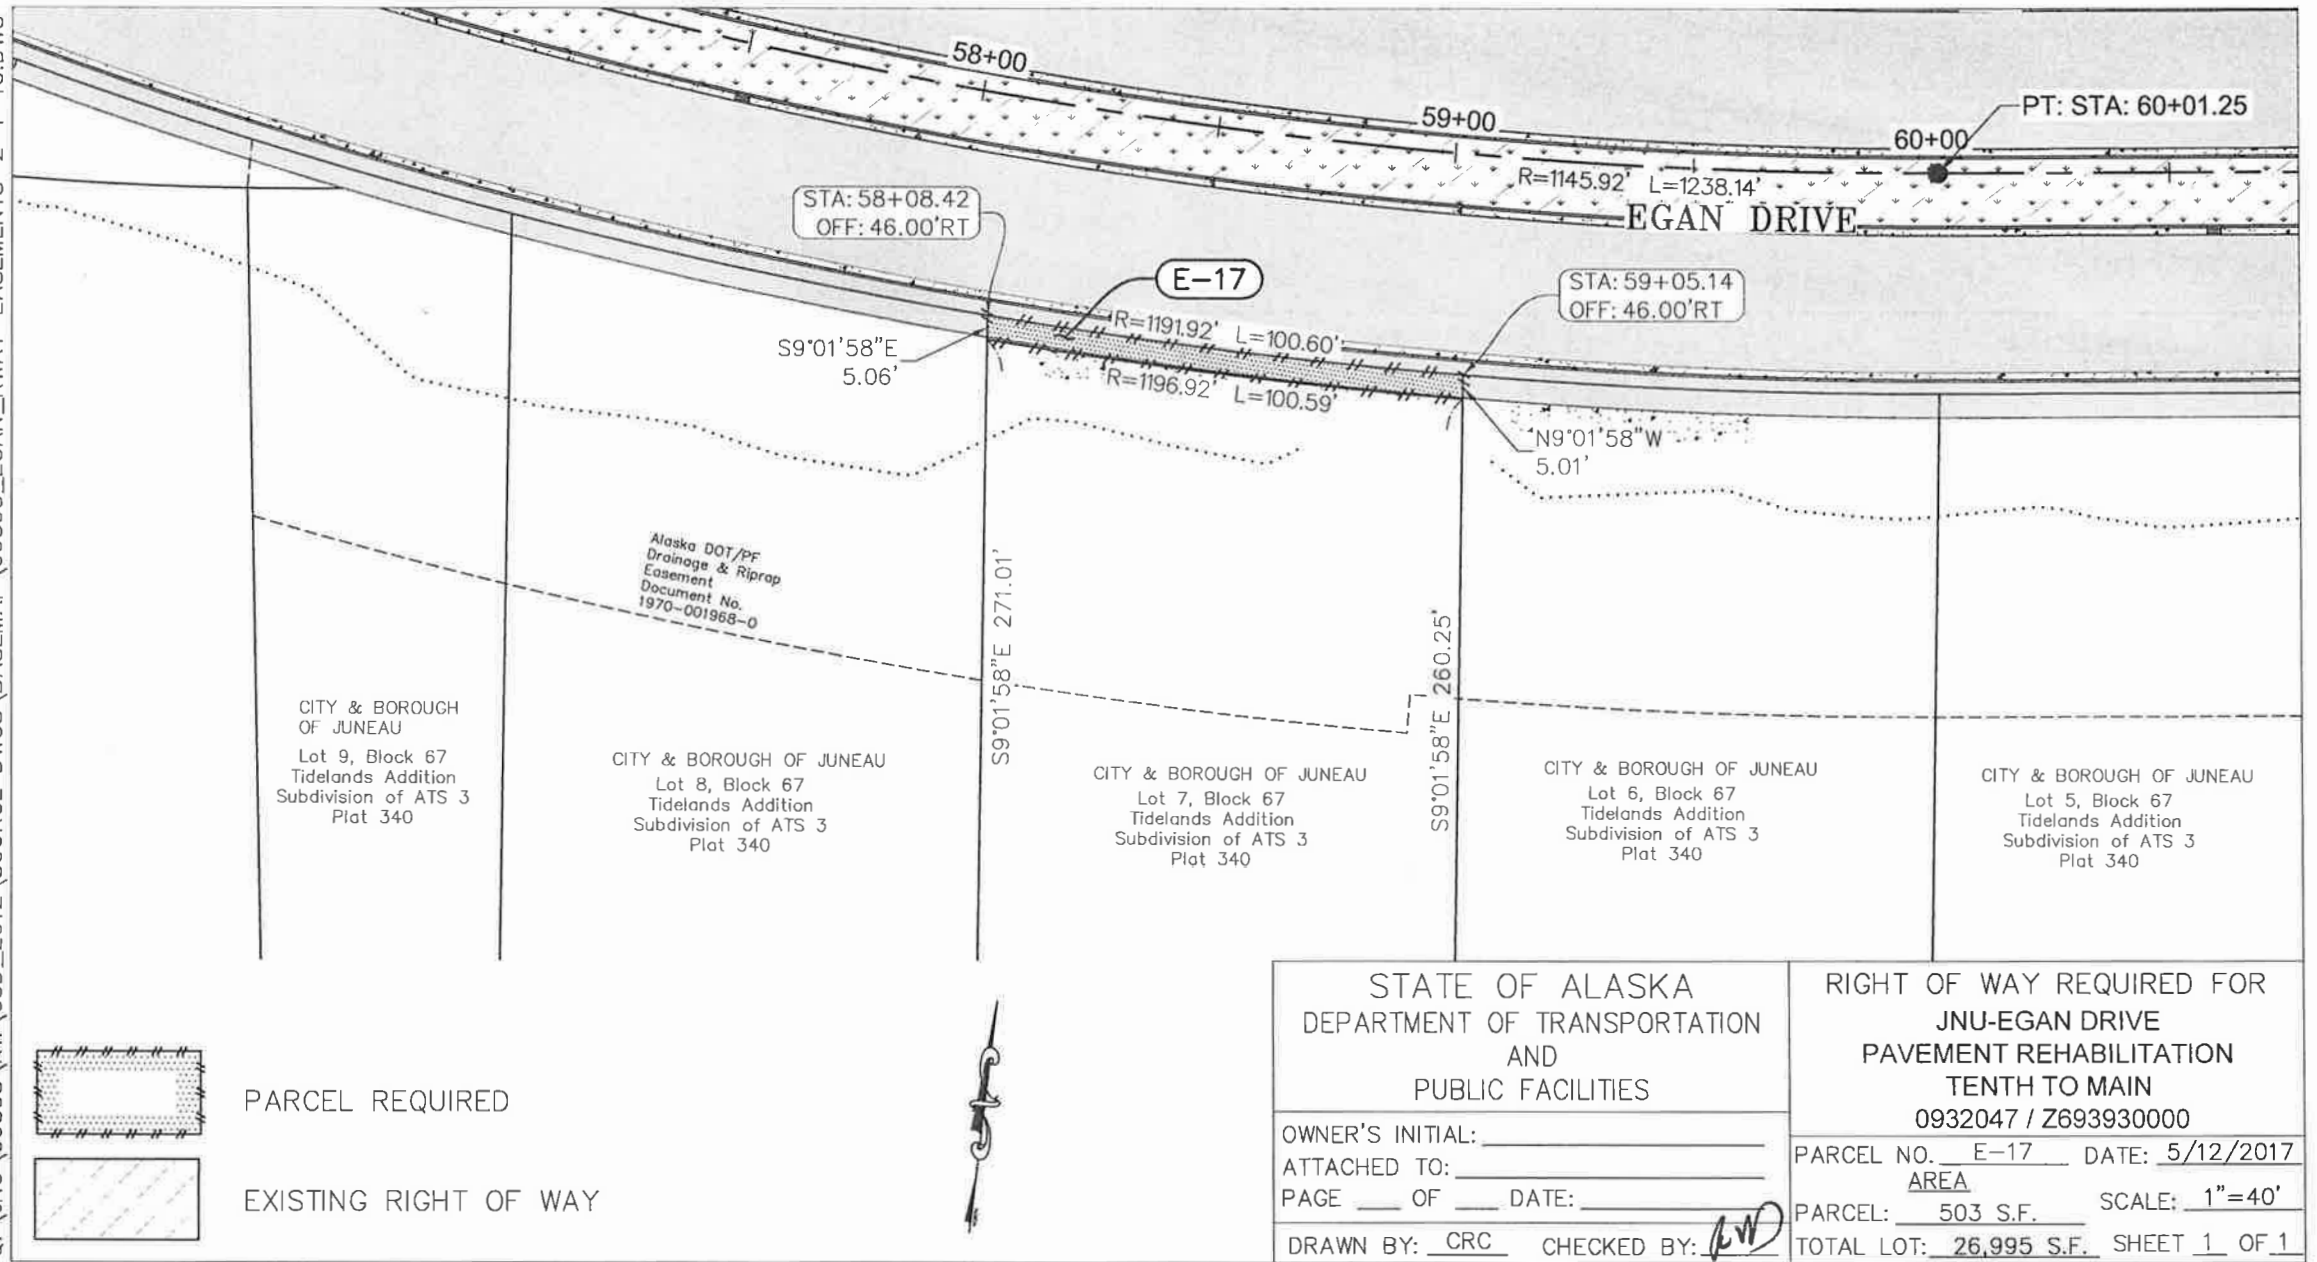 58+00
59+00
60+00
PT: STA: 60+01.25
R=1145.92' L=1238.14'
EGAN DRIVE
STA: 58+08.42
OFF: 46.00'RT
E-17
STA: 59+05.14
OFF: 46.00'RT
R=1191.92' L=100.60'
S9°01'58"E
5.06'
R=1196.92' L=100.59'
N9°01'58"W
5.01'
Alaska DOT/PF
Drainage & Riprap
Easement
Document No.
1970-001968-0
S9°01'58"E 271.01'
S9°01'58"E 260.25'
CITY & BOROUGH
OF JUNEAU
Lot 9, Block 67
Tidelands Addition
Subdivision of ATS 3
Plat 340
CITY & BOROUGH OF JUNEAU
Lot 8, Block 67
Tidelands Addition
Subdivision of ATS 3
Plat 340
CITY & BOROUGH OF JUNEAU
Lot 7, Block 67
Tidelands Addition
Subdivision of ATS 3
Plat 340
CITY & BOROUGH OF JUNEAU
Lot 6, Block 67
Tidelands Addition
Subdivision of ATS 3
Plat 340
CITY & BOROUGH OF JUNEAU
Lot 5, Block 67
Tidelands Addition
Subdivision of ATS 3
Plat 340
PARCEL REQUIRED
EXISTING RIGHT OF WAY
STATE OF ALASKA
DEPARTMENT OF TRANSPORTATION
AND
PUBLIC FACILITIES
OWNER'S INITIAL:
ATTACHED TO:
PAGE OF DATE:
DRAWN BY: CRC CHECKED BY:
RIGHT OF WAY REQUIRED FOR
JNU-EGAN DRIVE
PAVEMENT REHABILITATION
TENTH TO MAIN
0932047 / Z693930000
PARCEL NO. E-17 DATE: 5/12/2017
AREA
PARCEL: 503 S.F. SCALE: 1"=40'
TOTAL LOT: 26,995 S.F. SHEET 1 OF 1